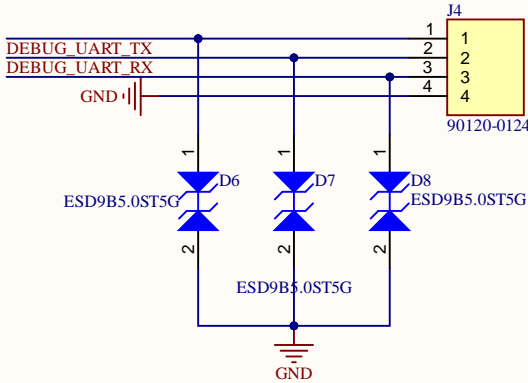 J4
1 1
DEBUG_UART_TX 2 2
DEBUG_UART_RX 3 3
GND 4 4
90120-0124
1 1 1
D6 D7 D8
ESD9B5.0ST5G ESD9B5.0ST5G
2 2 2
ESD9B5.0ST5G
GND